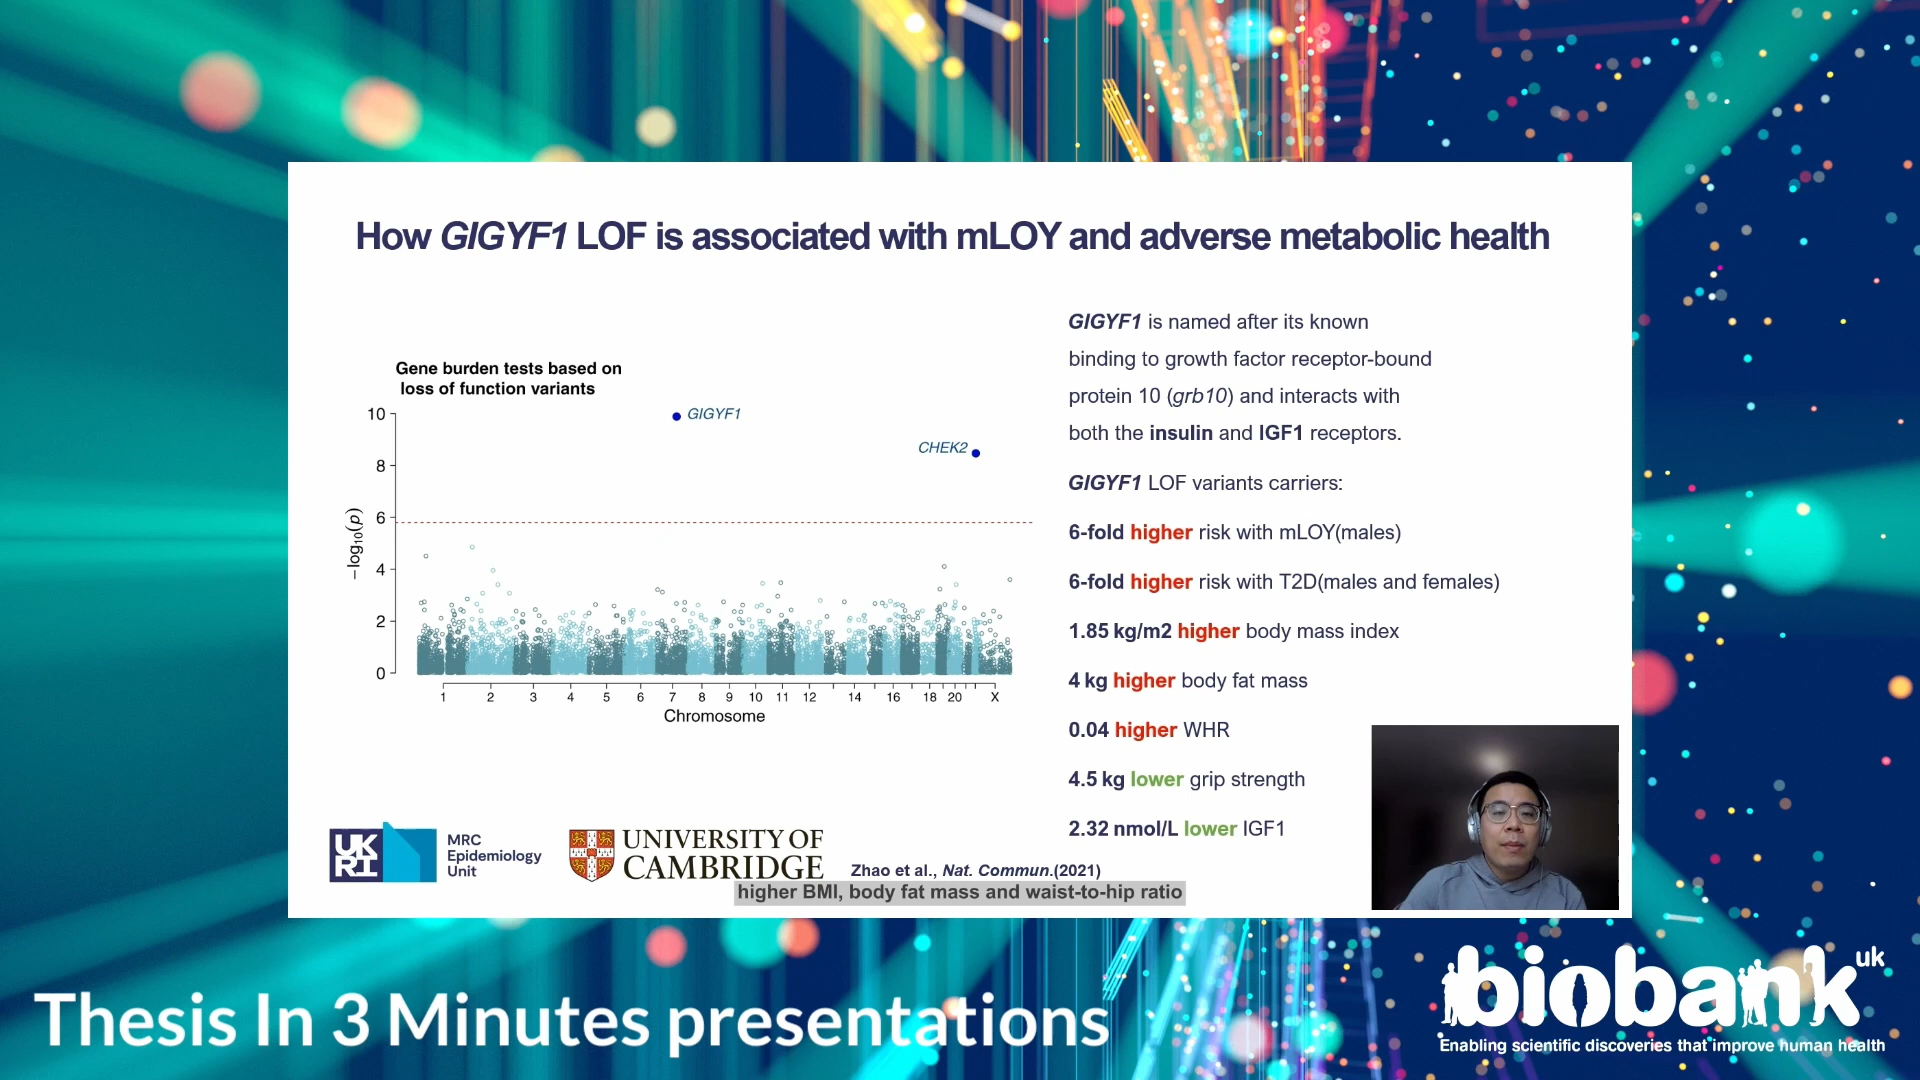 How GIGYF1 LOF is associated with mLOY and adverse metabolic health
Gene burden tests based on
loss of function variants
10
8
6
4
2
0
−log10(p)
GIGYF1
CHEK2
1 2 3 4 5 6 7 8 9 10 11 12 14 16 18 20 X
Chromosome
GIGYF1 is named after its known
binding to growth factor receptor-bound
protein 10 (grb10) and interacts with
both the insulin and IGF1 receptors.
GIGYF1 LOF variants carriers:
6-fold higher risk with mLOY(males)
6-fold higher risk with T2D(males and females)
1.85 kg/m2 higher body mass index
4 kg higher body fat mass
0.04 higher WHR
4.5 kg lower grip strength
2.32 nmol/L lower IGF1
UK
RI
MRC
Epidemiology
Unit
UNIVERSITY OF
CAMBRIDGE
Zhao et al., Nat. Commun.(2021)
higher BMI, body fat mass and waist-to-hip ratio
Thesis In 3 Minutes presentations
biobank uk
Enabling scientific discoveries that improve human health